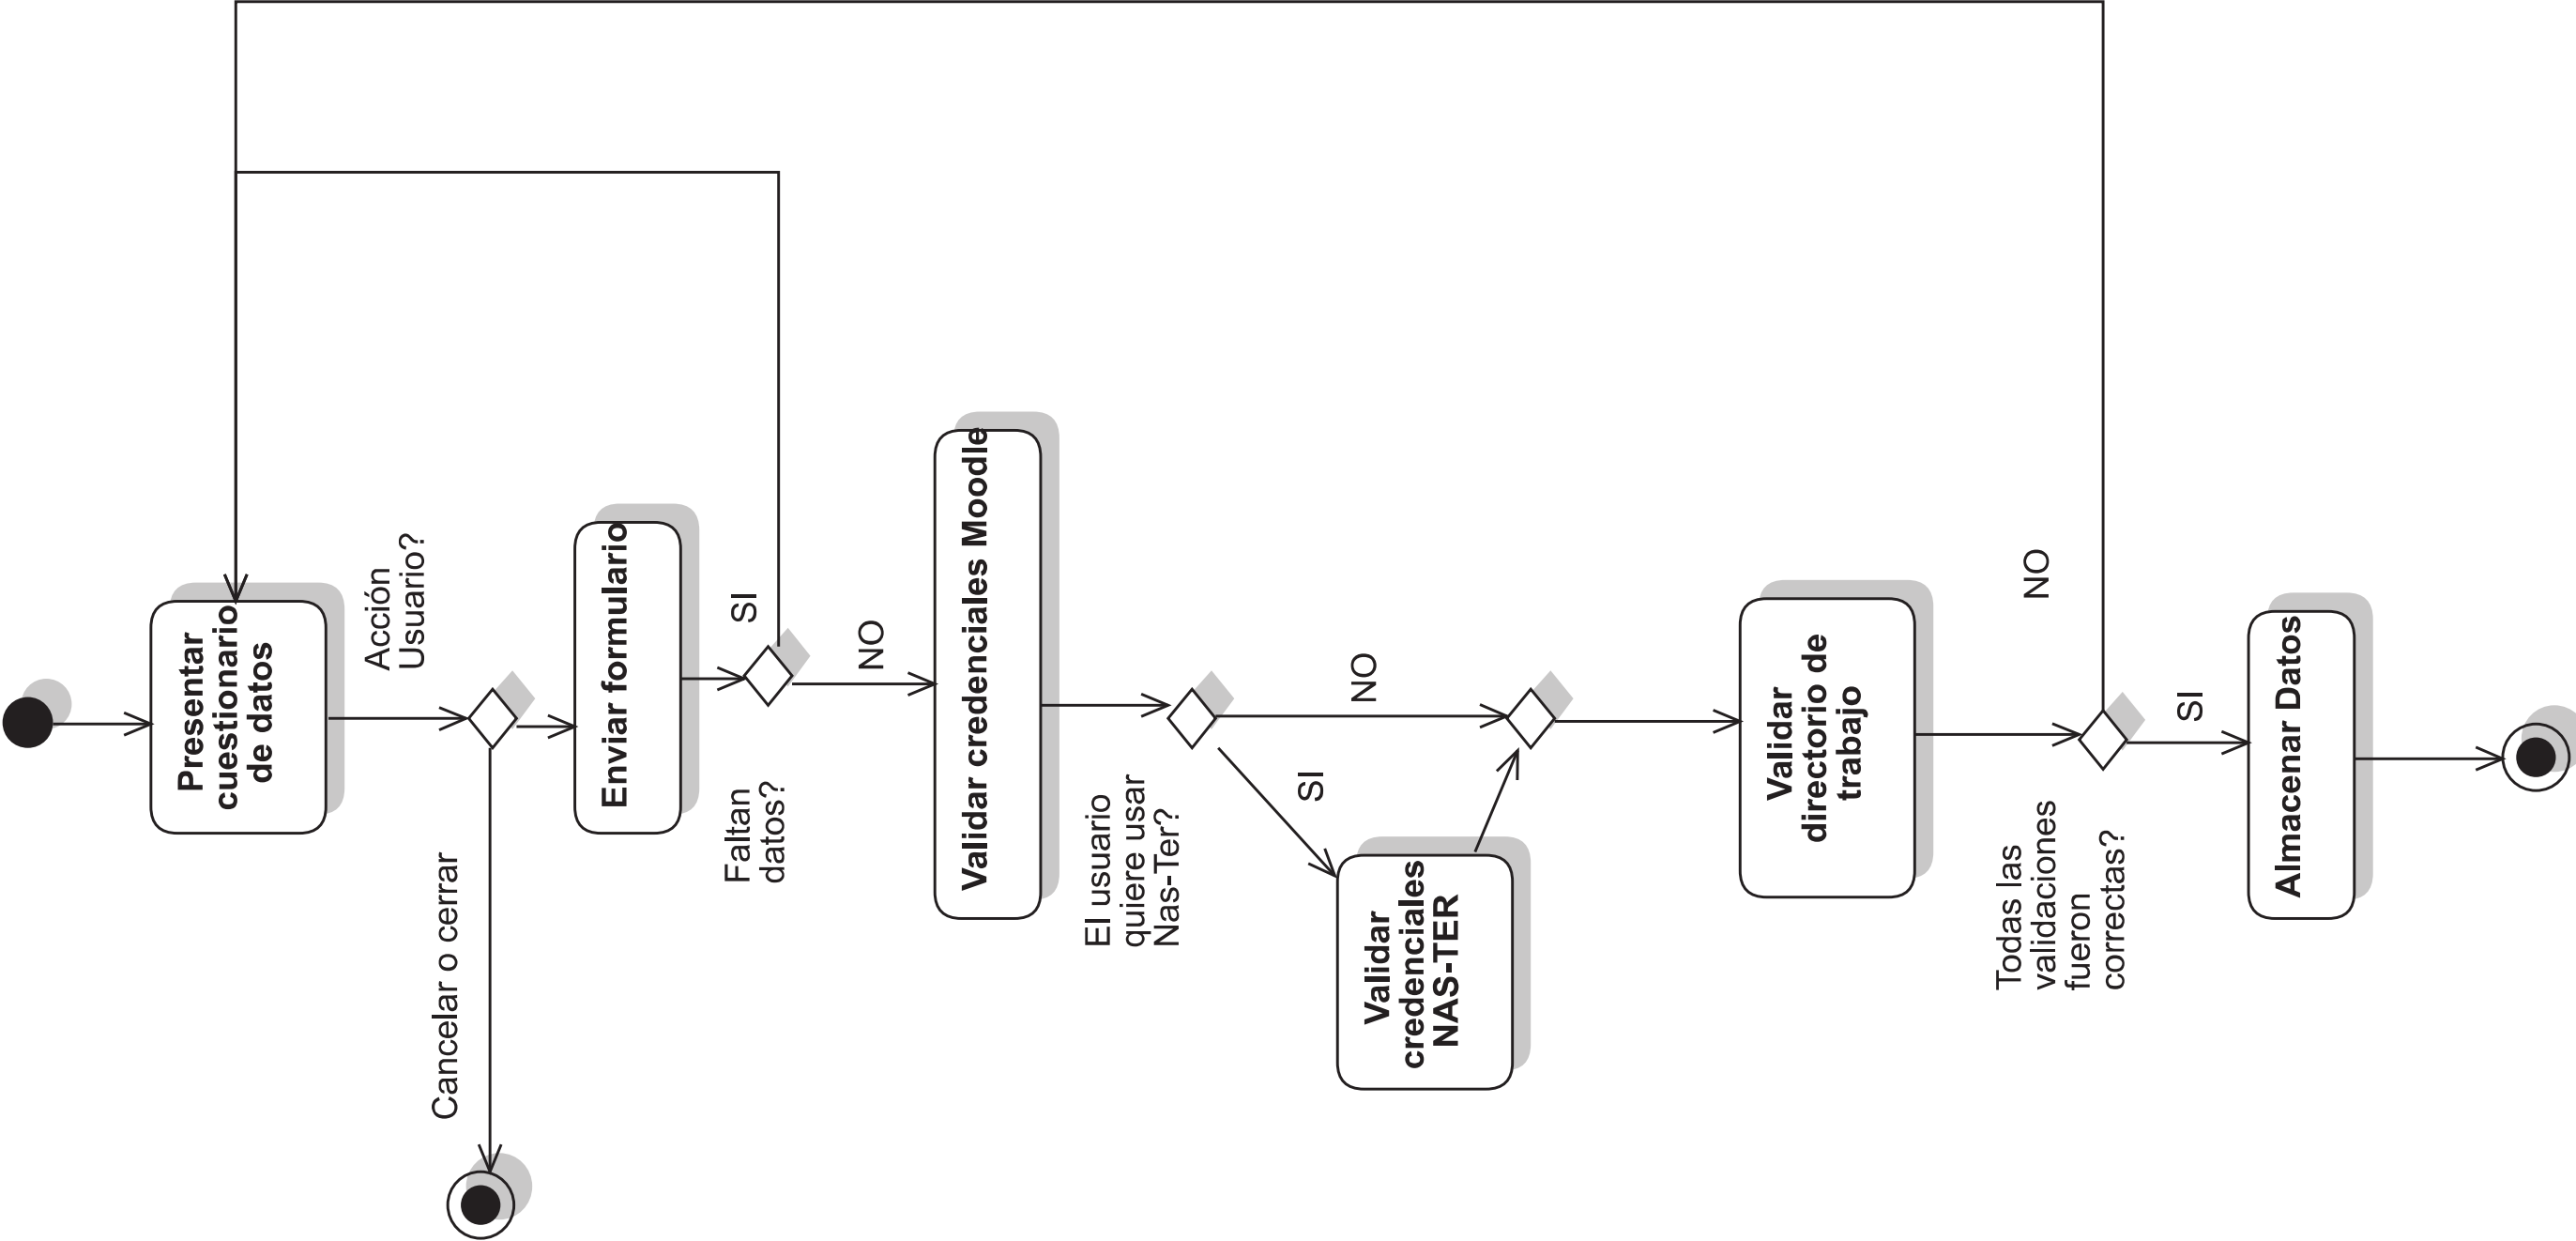 Presentar
cuestionario
de datos
Acción
Usuario?
Cancelar o cerrar
Enviar formulario
Faltan
datos?
SI
NO
Validar credenciales Moodle
El usuario
quiere usar
Nas-Ter?
NO
SI
Validar
credenciales
NAS-TER
Validar
directorio de
trabajo
Todas las
validaciones
fueron
correctas?
NO
SI
Almacenar Datos